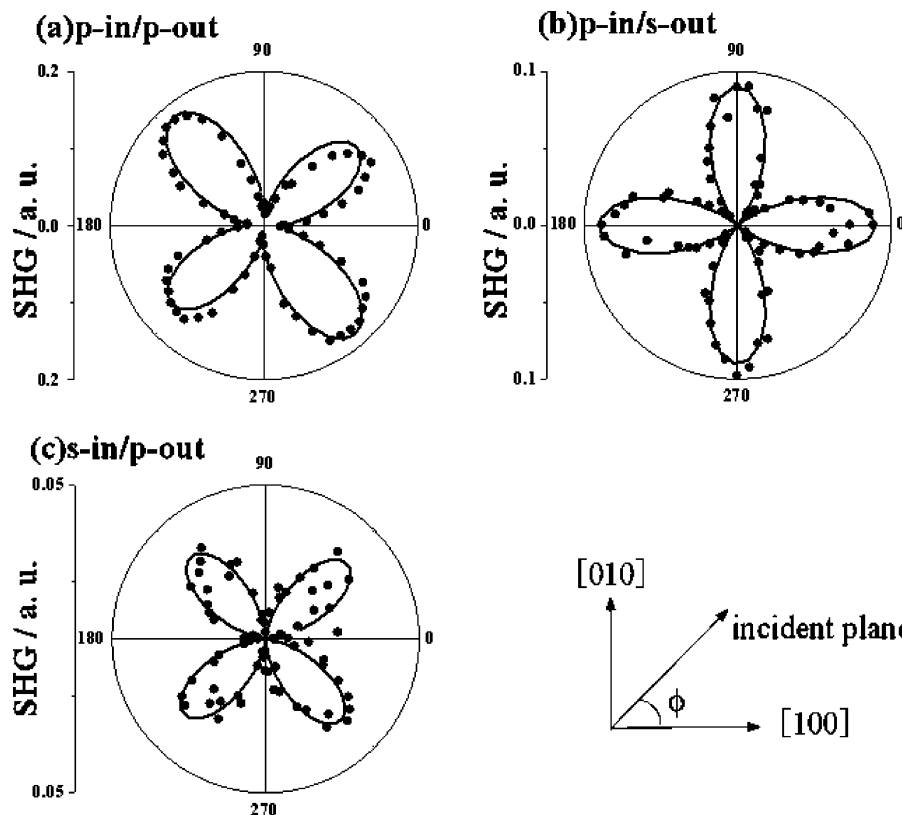 (a)p-in/p-out
90
0.2
SHG / a. u.
0.0
180
0
0.2
270
(b)p-in/s-out
90
0.1
SHG / a. u.
0.0
180
0
0.1
270
(c)s-in/p-out
90
0.05
SHG / a. u.
180
0
0.05
270
[010]
incident plane
ϕ
[100]